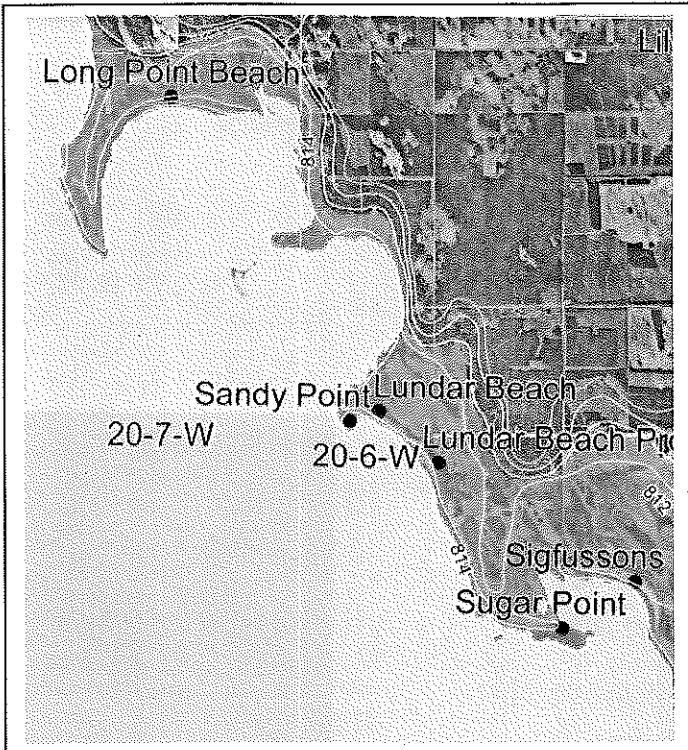 Lil
Long Point Beach
814
Sandy Point
Lundar Beach
20-7-W
20-6-W
Lundar Beach Pro
812
814
Sigfussons
Sugar Point